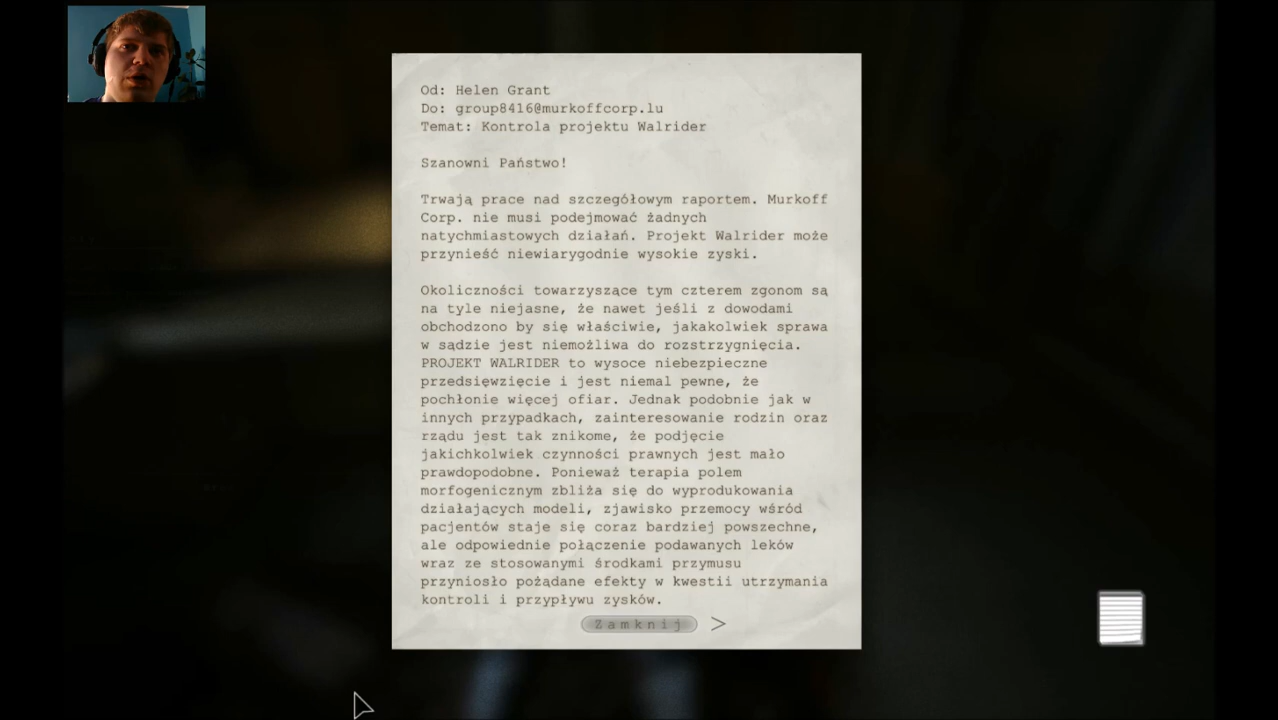 Od: Helen Grant
Do: group8416@murkoffcorp.lu
Temat: Kontrola projektu Walrider
Szanowni Państwo!
Trwają prace nad szczegółowym raportem. Murkoff
Corp. nie musi podejmować żadnych
natychmiastowych działań. Projekt Walrider może
przynieść niewiarygodnie wysokie zyski.
Okoliczności towarzyszące tym czterem zgonom są
na tyle niejasne, że nawet jeśli z dowodami
obchodzono by się właściwie, jakakolwiek sprawa
w sądzie jest niemożliwa do rozstrzygnięcia.
PROJEKT WALRIDER to wysoce niebezpieczne
przedsięwzięcie i jest niemal pewne, że
pochłonie więcej ofiar. Jednak podobnie jak w
innych przypadkach, zainteresowanie rodzin oraz
rządu jest tak znikome, że podjęcie
jakichkolwiek czynności prawnych jest mało
prawdopodobne. Ponieważ terapia polem
morfogenicznym zbliża się do wyprodukowania
działających modeli, zjawisko przemocy wśród
pacjentów staje się coraz bardziej powszechne,
ale odpowiednie połączenie podawanych leków
wraz ze stosowanymi środkami przymusu
przyniosło pożądane efekty w kwestii utrzymania
kontroli i przypływu zysków.
Zamknij >